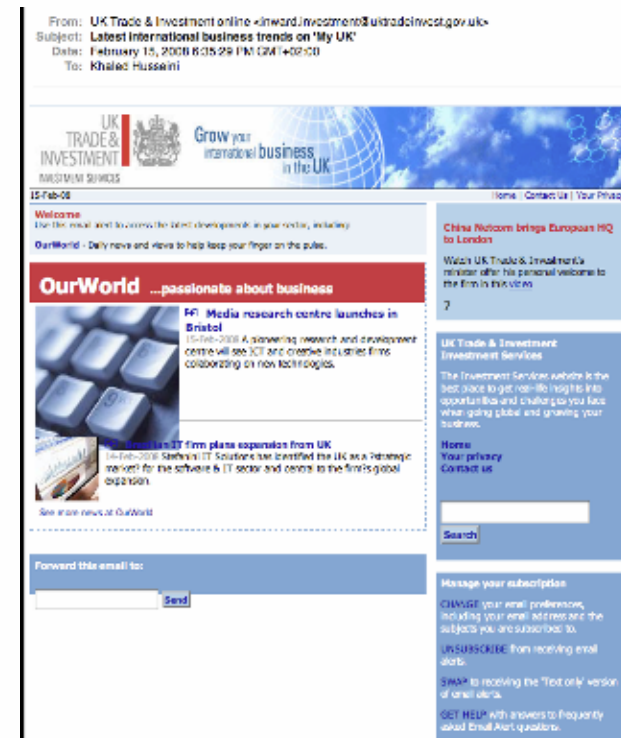 From: UK Trade & Investment online <inward.investment@uktradeinvest.gov.uk>
Subject: Latest international business trends on 'My UK'
Date: February 15, 2008 6:35:29 PM GMT+02:00
To: Khaled Husseini
UK
TRADE &
INVESTMENT
INVESTMENT SERVICES
Grow your
international business
in the UK
15-Feb-08
Home | Contact Us | Your Privacy
Welcome
Use this email alert to access the latest developments in your sector, including:
OurWorld - Daily news and views to help keep your finger on the pulse.
OurWorld ...passionate about business
Media research centre launches in
Bristol
15-Feb-2008 A pioneering research and development
centre will see ICT and creative industries firms
collaborating on new technologies.
IT firm plans expansion from UK
14-Feb-2008 Stefanini IT Solutions has identified the UK as a ?strategic
market? for the software & IT sector and central to the firm?s global
expansion.
See more news at OurWorld
Forward this email to:
Send
China Netcom brings European HQ
to London
Watch UK Trade & Investment's
minister offer his personal welcome to
the firm in this video
?
UK Trade & Investment
Investment Services
The Investment Services website is the
best place to get real-life insights into
opportunities and challenges you face
when going global and growing your
business.
Home
Your privacy
Contact us
Search
Manage your subscription
CHANGE your email preferences,
including your email address and the
subjects you are subscribed to.
UNSUBSCRIBE from receiving email
alerts.
SWAP to receiving the 'Text only' version
of email alerts.
GET HELP with answers to frequently
asked Email Alert questions.